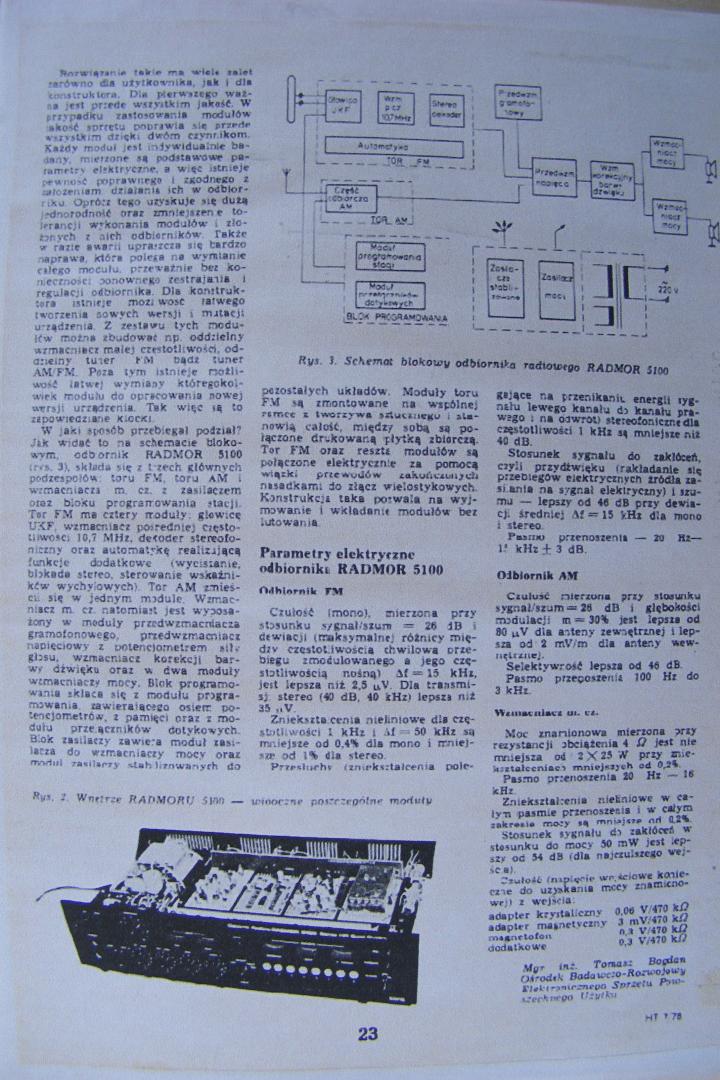 Rozwiązanie takie ma wiele zalet
zarówno dla użytkownika, jak i dla
konstruktora. Dla pierwszego waż-
na jest przede wszystkim jakość. W
przypadku zastosowania modułów
jakość sprzętu poprawia się przede
wszystkim dzięki dwóm czynnikom.
Każdy moduł jest indywidualnie ba-
dany, mierzone są podstawowe pa-
rametry elektryczne, a więc istnieje
pewność poprawnego i zgodnego z
założeniem działania ich w odbior-
niku. Oprócz tego uzyskuje się dużą
jednorodność oraz zmniejszenie to-
lerancji wykonania modułów i zło-
żonych z nich odbiorników. Także
w razie awarii upraszcza się bardzo
naprawa, która polega na wymianie
całego modułu, przeważnie bez ko-
nieczności ponownego zestrajania i
regulacji odbiornika. Dla konstruk-
tora istnieje możliwość łatwego
tworzenia nowych wersji i mutacji
urządzenia. Z zestawu tych modu-
łów można zbudować np. oddzielny
wzmacniacz małej częstotliwości, od-
dzielny tuner FM bądź tuner
AM/FM. Poza tym istnieje możli-
wość łatwej wymiany któregokol-
wiek modułu do opracowania nowej
wersji urządzenia. Tak więc są to
zapowiedziane klocki.
W jaki sposób przebiegał podział?
Jak widać to na schemacie bloko-
wym, odbiornik RADMOR 5100
(rys. 3), składa się z trzech głównych
podzespołów: toru FM, toru AM i
wzmacniacza m. cz. z zasilaczem
oraz bloku programowania stacji.
Tor FM ma cztery moduły: głowicę
UKF, wzmacniacz pośredniej często-
tliwości 10,7 MHz, dekoder stereofo-
niczny oraz automatykę realizującą
funkcje dodatkowe (wyciszanie,
blokada stereo, sterowanie wskaźni-
ków wychyłowych). Tor AM zmieś-
cił się w jednym module. Wzmac-
niacz m. cz. natomiast jest wyposa-
żony w moduły przedwzmacniacza
gramofonowego, przedwzmacniacz
napięciowy z potencjometrem siły
głosu, wzmacniacz korekcji bar-
wy dźwięku oraz w dwa moduły
wzmacniaczy mocy. Blok programo-
wania składa się z modułu progra-
mowania, zawierającego osiem po-
tencjometrów, z pamięci oraz z mo-
dułu przełączników dotykowych.
Blok zasilaczy zawiera moduł zasi-
lacza do wzmacniaczy mocy oraz
moduł zasilaczy stabilizowanych do
Głowica
UKF
Wzm
p.cz
10,7MHz
Stereo
dekoder
Automatyka
TOR FM
Przedwzm
gramofo-
nowy
Część
odbiorcza
AM
TOR AM
Przedwzm
napięcia
Wzm
korekcyjny
barw
dźwięku
Wzmac-
niacz
mocy
Wzmac-
niacz
mocy
Moduł
programowania
stacji
Moduł
przełączników
dotykowych
BLOK PROGRAMOWANIA
Zasila-
cze
stabili-
zowane
Zasilacz
mocy
~
220 V
Rys. 3. Schemat blokowy odbiornika radiowego RADMOR 5100
pozostałych układów. Moduły toru
FM są zmontowane na wspólnej
ramce z tworzywa sztucznego i sta-
nowią całość, między sobą są po-
łączone drukowaną płytką zbiorczą.
Tor FM oraz reszta modułów są
połączone elektrycznie za pomocą
wiązki przewodów zakończonych
nasadkami do złącz wielostykowych.
Konstrukcja taka pozwala na wyj-
mowanie i wkładanie modułów bez
lutowania.
Parametry elektryczne
odbiornika RADMOR 5100
Odbiornik FM
Czułość (mono), mierzona przy
stosunku sygnał/szum = 26 dB i
dewiacji (maksymalnej różnicy mię-
dzy częstotliwością chwilową prze-
biegu zmodulowanego a jego czę-
stotliwością nośną) Δf = 15 kHz,
jest lepsza niż 2,5 μV. Dla transmi-
sji stereo (40 dB, 40 kHz) lepsza niż
35 μV.
Zniekształcenia nieliniowe dla czę-
stotliwości 1 kHz i Δf = 50 kHz są
mniejsze od 0,4% dla mono i mniej-
sze od 1% dla stereo.
Przesłuchy (zniekształcenia pole-
gające na przenikaniu energii syg-
nału lewego kanału do kanału pra-
wego i na odwrót) stereofoniczne dla
częstotliwości 1 kHz są mniejsze niż
40 dB.
Stosunek sygnału do zakłóceń,
czyli przydźwięku (nakładanie się
przebiegów elektrycznych źródła za-
silania na sygnał elektryczny) i szu-
mu — lepszy od 46 dB przy dewia-
cji średniej Δf = 15 kHz dla mono
i stereo.
Pasmo przenoszenia — 20 Hz—
15 kHz ± 3 dB.
Odbiornik AM
Czułość mierzona przy stosunku
sygnał/szum = 26 dB i głębokości
modulacji m = 30% jest lepsza od
80 μV dla anteny zewnętrznej i lep-
sza od 2 mV/m dla anteny wew-
nętrznej.
Selektywność lepsza od 46 dB.
Pasmo przenoszenia 100 Hz do
3 kHz.
Wzmacniacz m. cz.
Moc znamionowa mierzona przy
rezystancji obciążenia 4 Ω jest nie
mniejsza od 2 X 25 W przy znie-
kształceniach mniejszych od 0,2%.
Pasmo przenoszenia 20 Hz — 16
kHz.
Zniekształcenia nieliniowe w ca-
łym pasmie przenoszenia i w całym
zakresie mocy są mniejsze od 0,2%.
Stosunek sygnału do zakłóceń w
stosunku do mocy 50 mW jest lep-
szy od 54 dB (dla najczulszego wej-
ścia).
Czułość (napięcie wejściowe konie-
czne do uzyskania mocy znamiono-
wej) z wejścia:
adapter krystaliczny 0,06 V/470 kΩ
adapter magnetyczny 3 mV/470 kΩ
magnetofon 0,3 V/470 kΩ
dodatkowe 0,3 V/470 kΩ
Mgr inż. Tomasz Bogdan
Ośrodek Badawczo-Rozwojowy
Elektronicznego Sprzętu Pow-
szechnego Użytku
Rys. 2. Wnętrze RADMORU 5100 — widoczne poszczególne moduły
23
HT 7.78